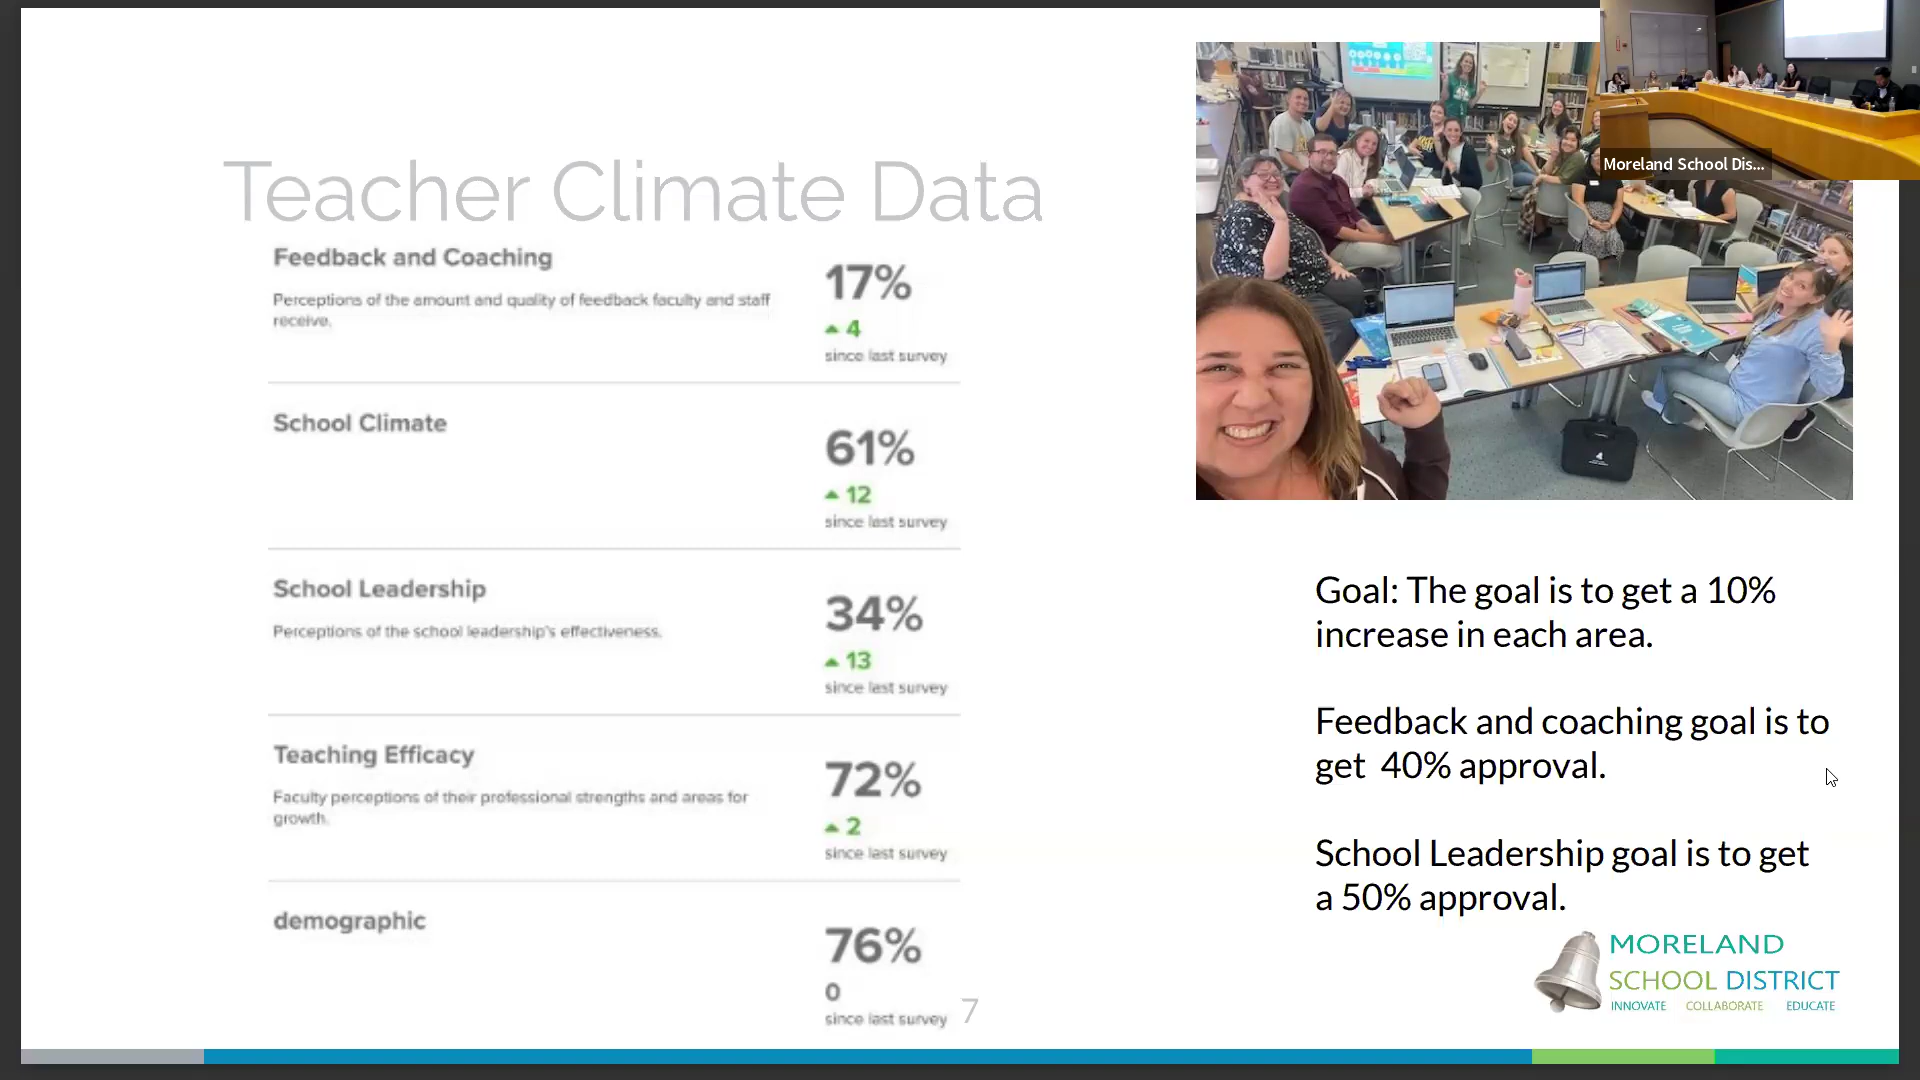 Teacher Climate Data
Feedback and Coaching
Perceptions of the amount and quality of feedback faculty and staff
receive.
17%
4
since last survey
School Climate
61%
12
since last survey
School Leadership
Perceptions of the school leadership's effectiveness.
34%
13
since last survey
Teaching Efficacy
Faculty perceptions of their professional strengths and areas for
growth.
72%
2
since last survey
demographic
76%
0
since last survey
7
Moreland School Dis...
Goal: The goal is to get a 10%
increase in each area.
Feedback and coaching goal is to
get 40% approval.
School Leadership goal is to get
a 50% approval.
MORELAND
SCHOOL DISTRICT
INNOVATE COLLABORATE EDUCATE